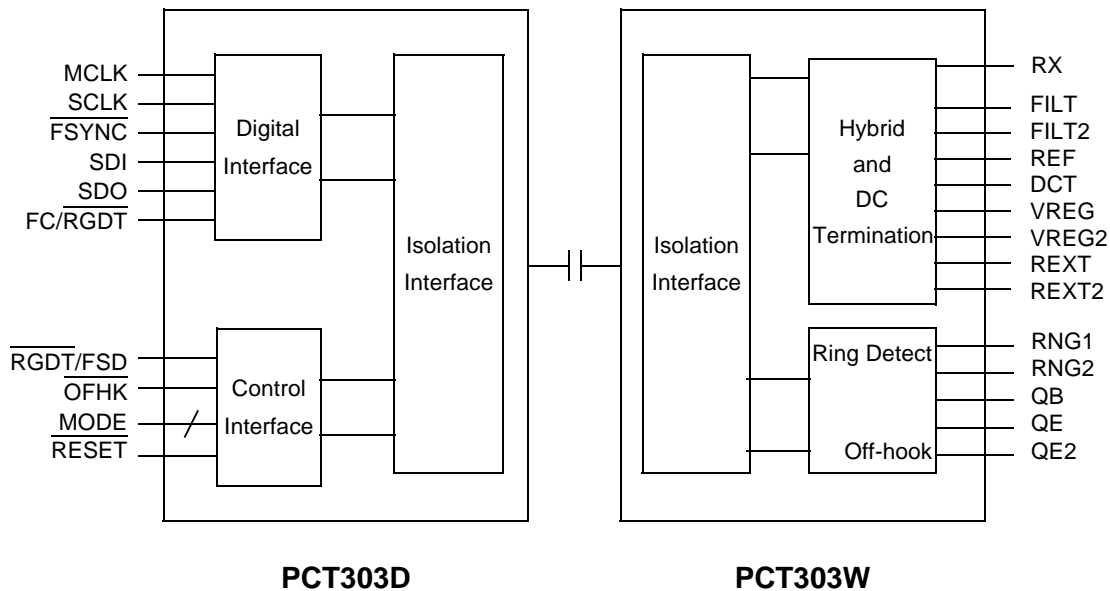 MCLK
SCLK
FSYNC
SDI
SDO
FC/RGDT
Digital
Interface
RGDT/FSD
OFHK
MODE
RESET
Control
Interface
Isolation
Interface
Isolation
Interface
Hybrid
and
DC
Termination
RX
FILT
FILT2
REF
DCT
VREG
VREG2
REXT
REXT2
Ring Detect
Off-hook
RNG1
RNG2
QB
QE
QE2
PCT303D
PCT303W